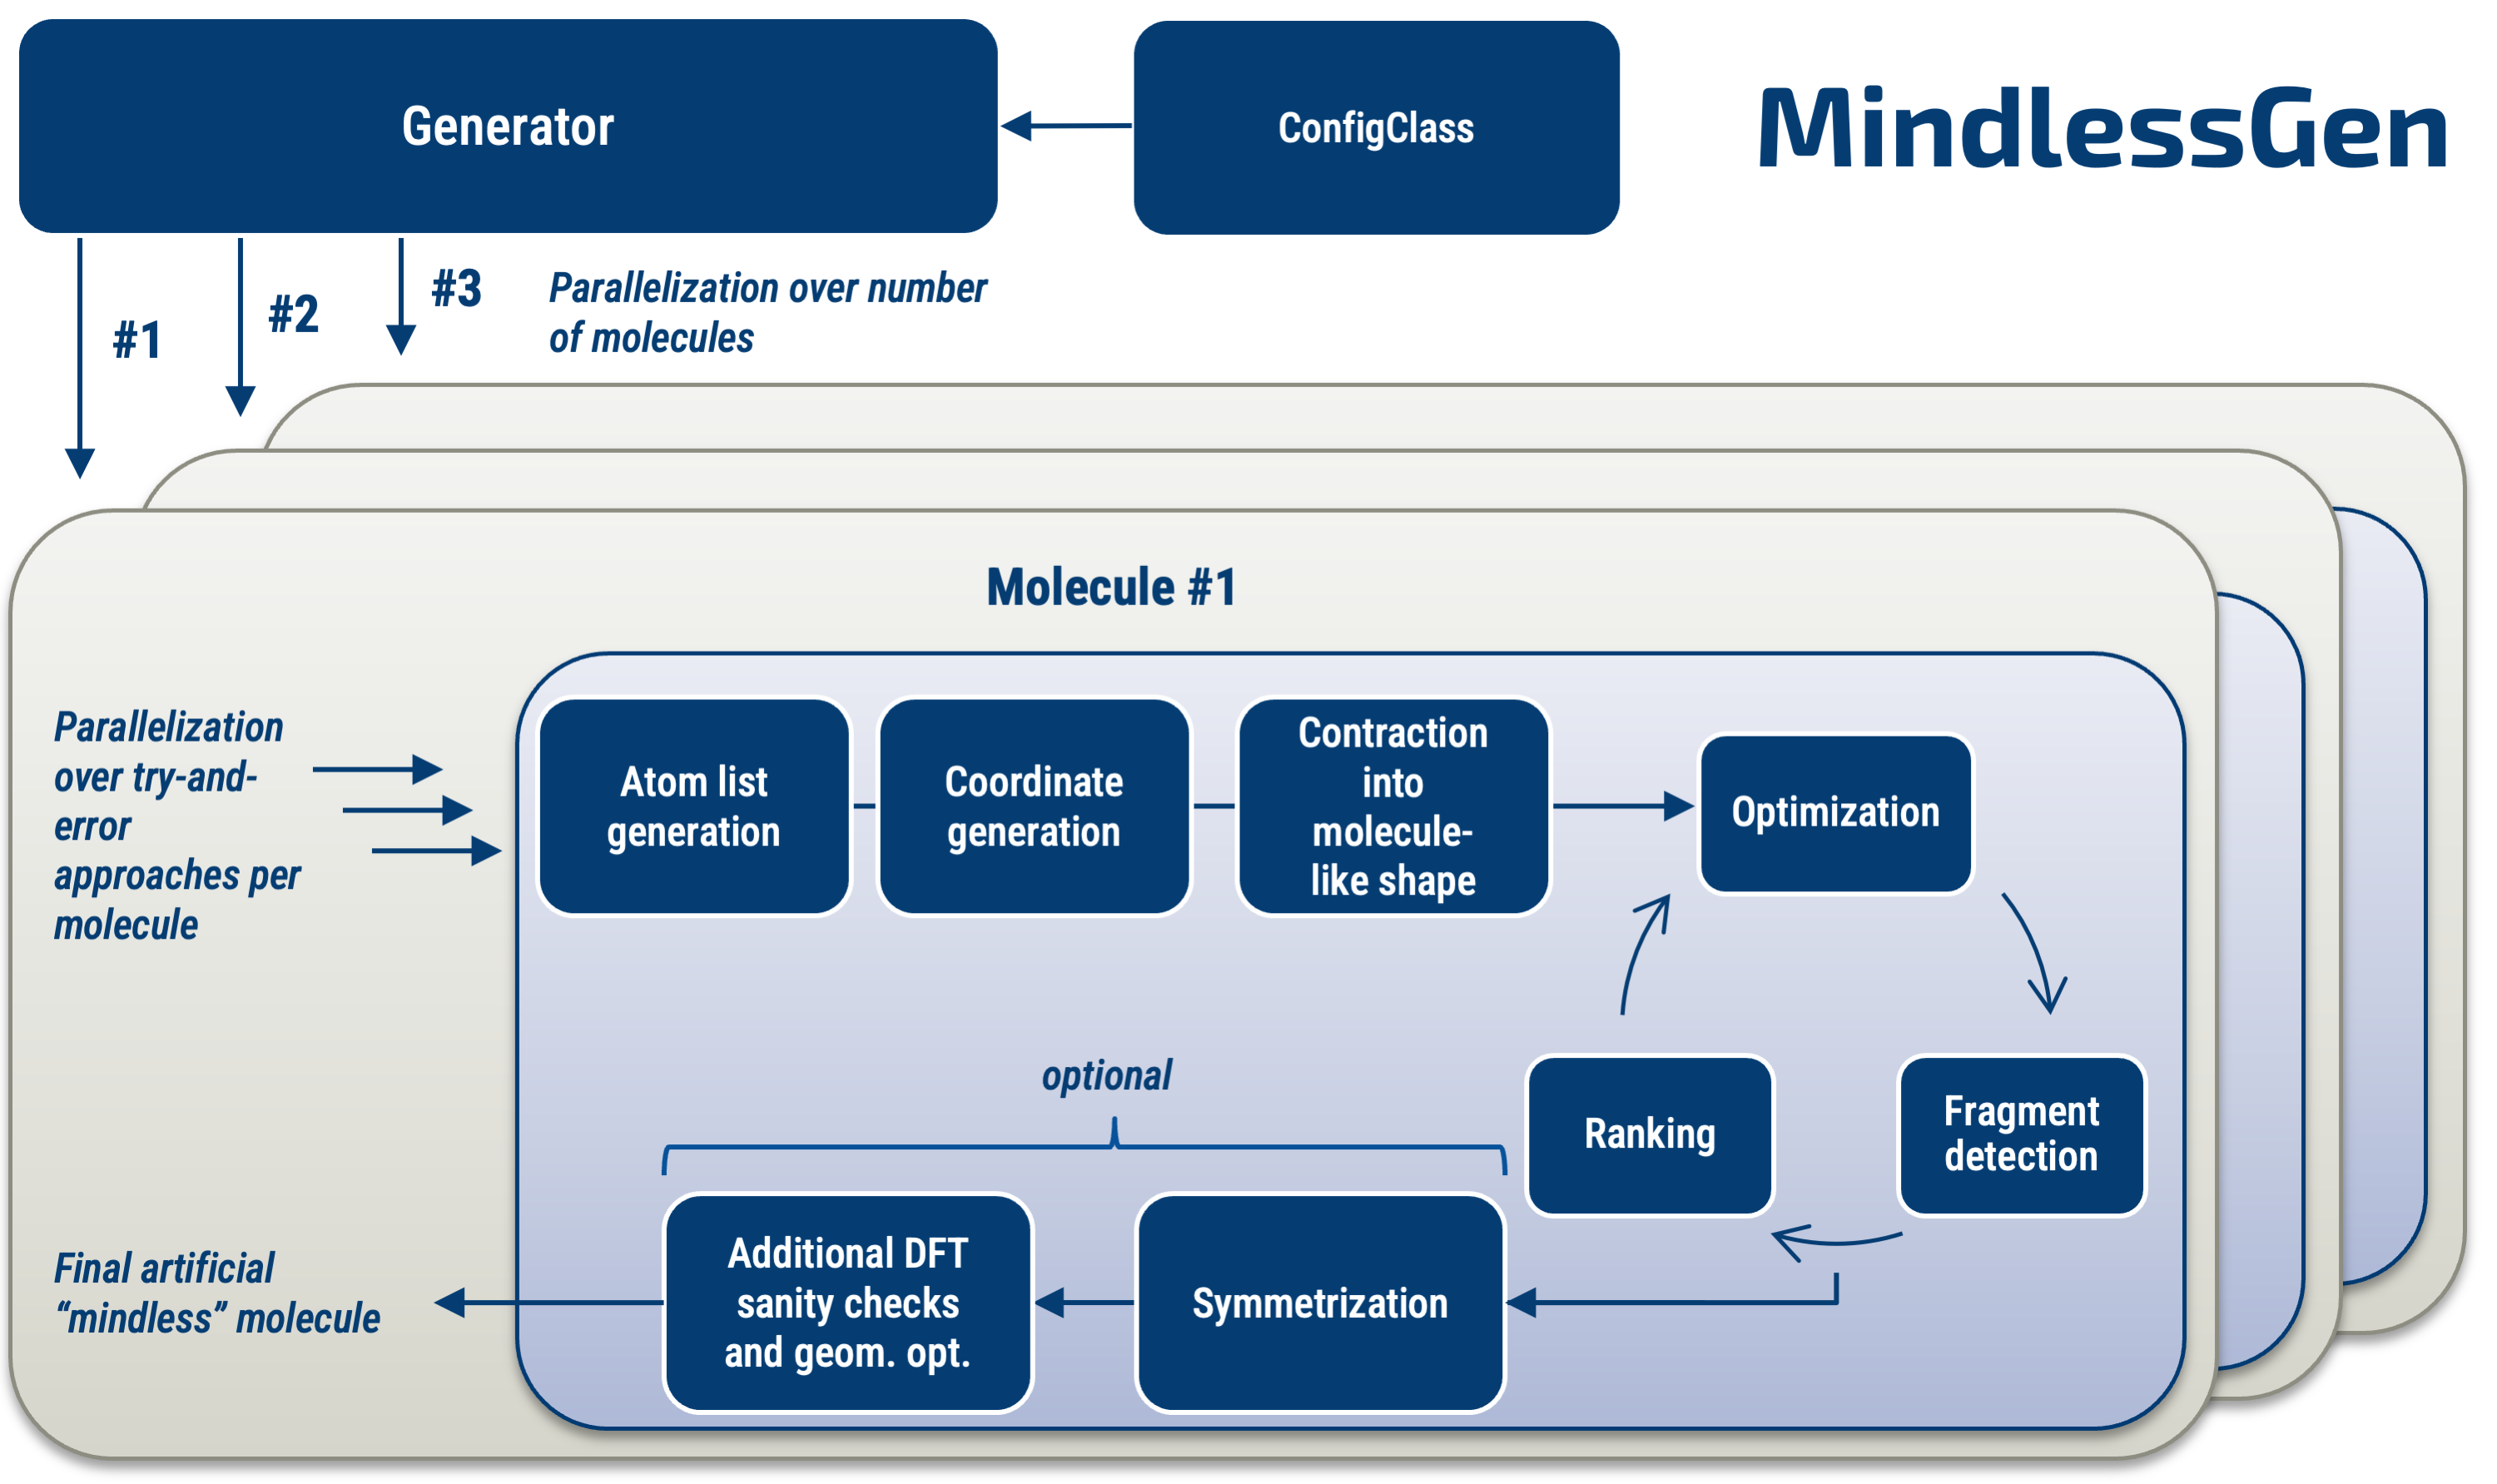 Generator
ConfigClass
MindlessGen
#1
#2
#3
Parallelization over number
of molecules
Molecule #1
Parallelization
over try-and-
error
approaches per
molecule
Atom list
generation
Coordinate
generation
Contraction
into
molecule-
like shape
Optimization
optional
Ranking
Fragment
detection
Final artificial
“mindless” molecule
Additional DFT
sanity checks
and geom. opt.
Symmetrization